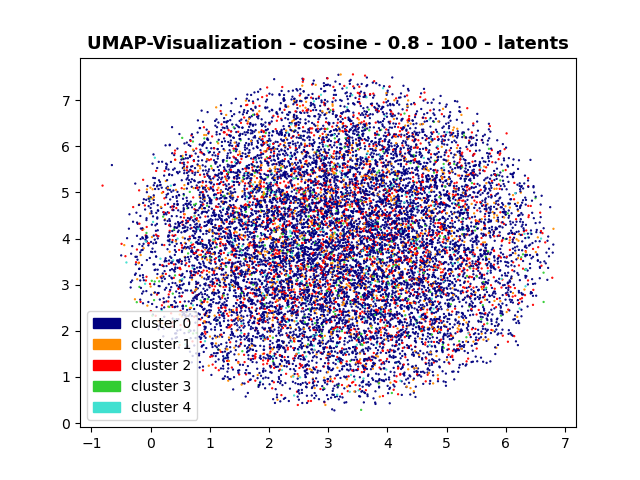 UMAP-Visualization - cosine - 0.8 - 100 - latents
7
6
5
4
3
2
1
0
cluster 0
cluster 1
cluster 2
cluster 3
cluster 4
−1 0 1 2 3 4 5 6 7